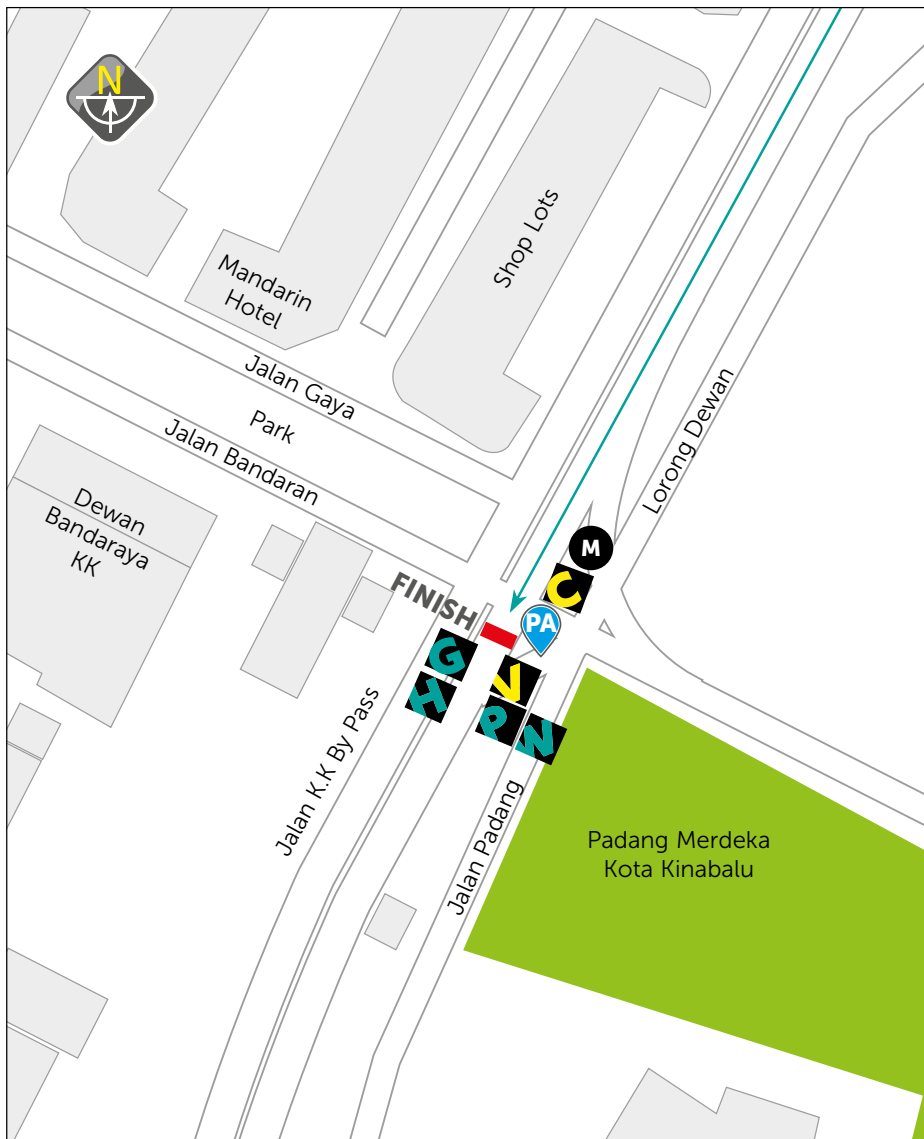 N
Shop Lots
Mandarin
Hotel
Jalan Gaya
Park
Jalan Bandaran
Lorong Dewan
Dewan
Bandaraya
KK
M
C
FINISH
PA
G
V
H
P
N
Jalan K.K By Pass
Jalan Padang
Padang Merdeka
Kota Kinabalu